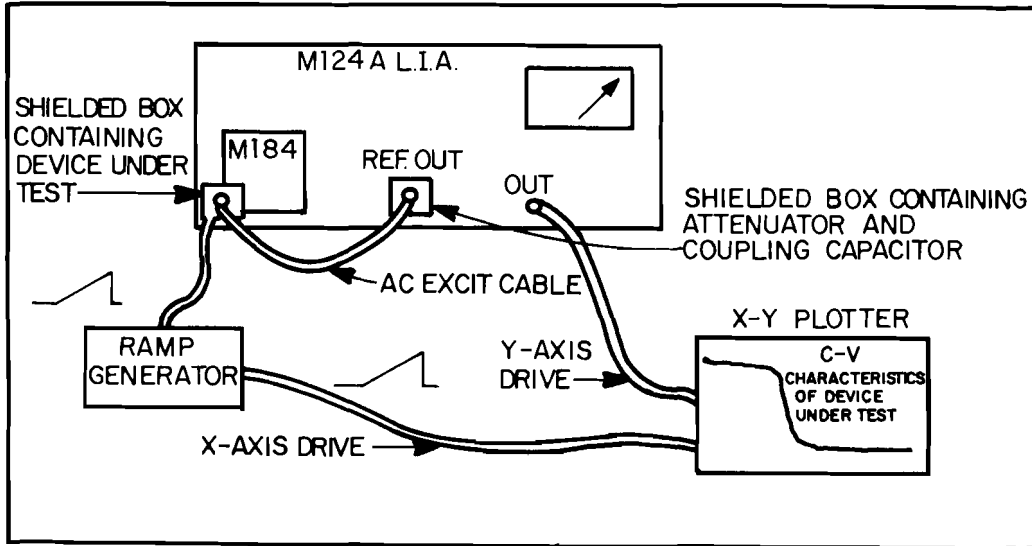 M124A L.I.A.
SHIELDED BOX
CONTAINING
DEVICE UNDER
TEST
M184
REF. OUT
OUT
SHIELDED BOX CONTAINING
ATTENUATOR AND
COUPLING CAPACITOR
AC EXCIT CABLE
RAMP
GENERATOR
X-AXIS DRIVE
Y-AXIS
DRIVE
X-Y PLOTTER
C-V
CHARACTERISTICS
OF DEVICE
UNDER TEST